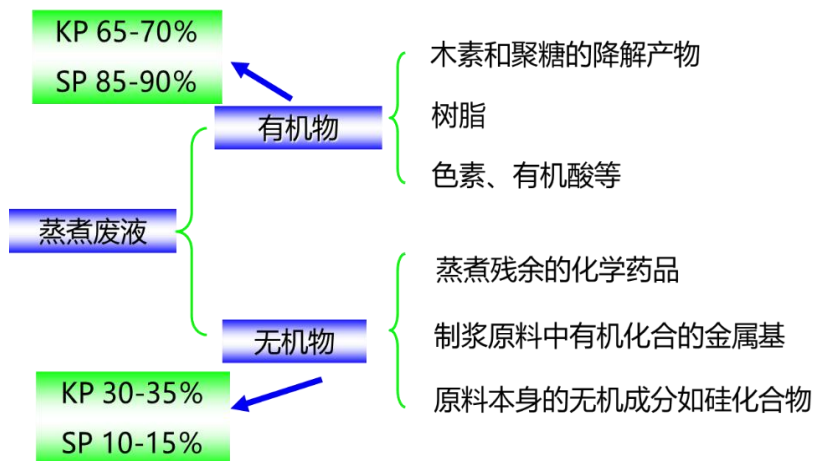 KP 65-70%
SP 85-90%
有机物
木素和聚糖的降解产物
树脂
色素、有机酸等
蒸煮废液
无机物
蒸煮残余的化学药品
制浆原料中有机化合的金属基
原料本身的无机成分如硅化合物
KP 30-35%
SP 10-15%